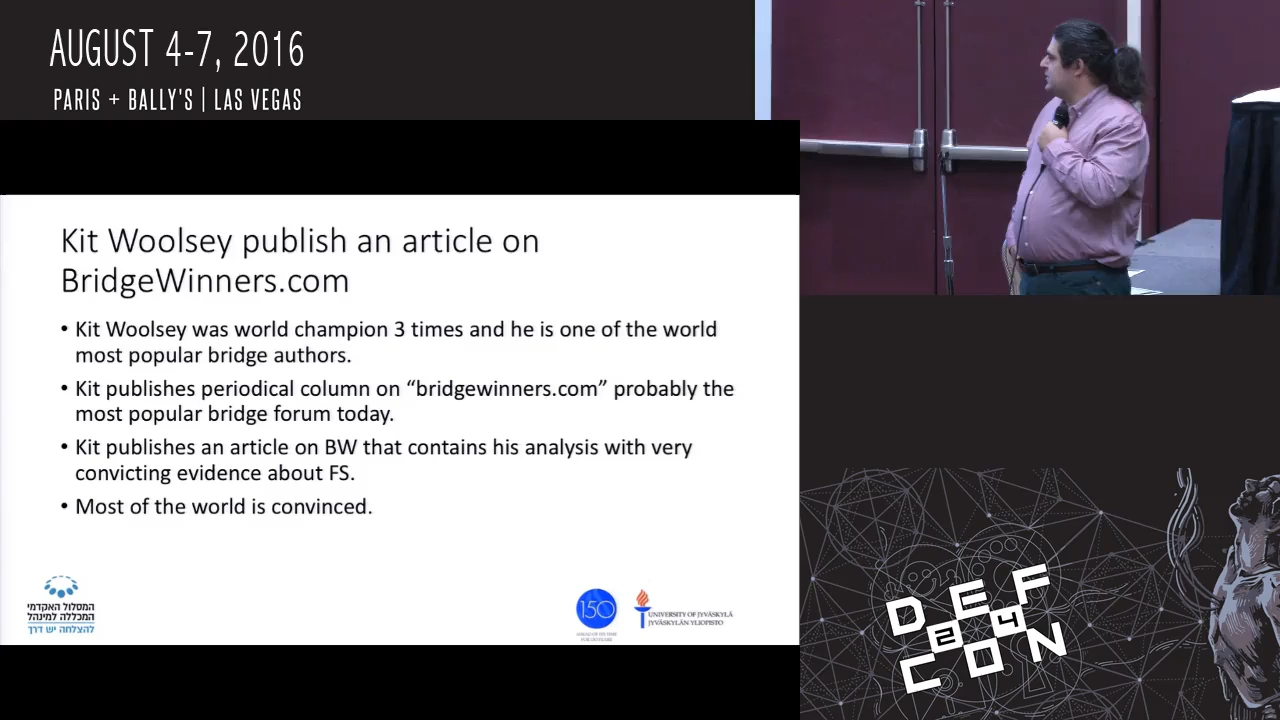 AUGUST 4-7, 2016
PARIS + BALLY'S | LAS VEGAS
Kit Woolsey publish an article on
BridgeWinners.com
• Kit Woolsey was world champion 3 times and he is one of the world
most popular bridge authors.
• Kit publishes periodical column on “bridgewinners.com” probably the
most popular bridge forum today.
• Kit publishes an article on BW that contains his analysis with very
convicting evidence about FS.
• Most of the world is convinced.
המסלול האקדמי
המכללה למינהל
להצלחה יש דרך
150
UNIVERSITY OF JYVÄSKYLÄ
JYVÄSKYLÄN YLIOPISTO
DEF
24
CON